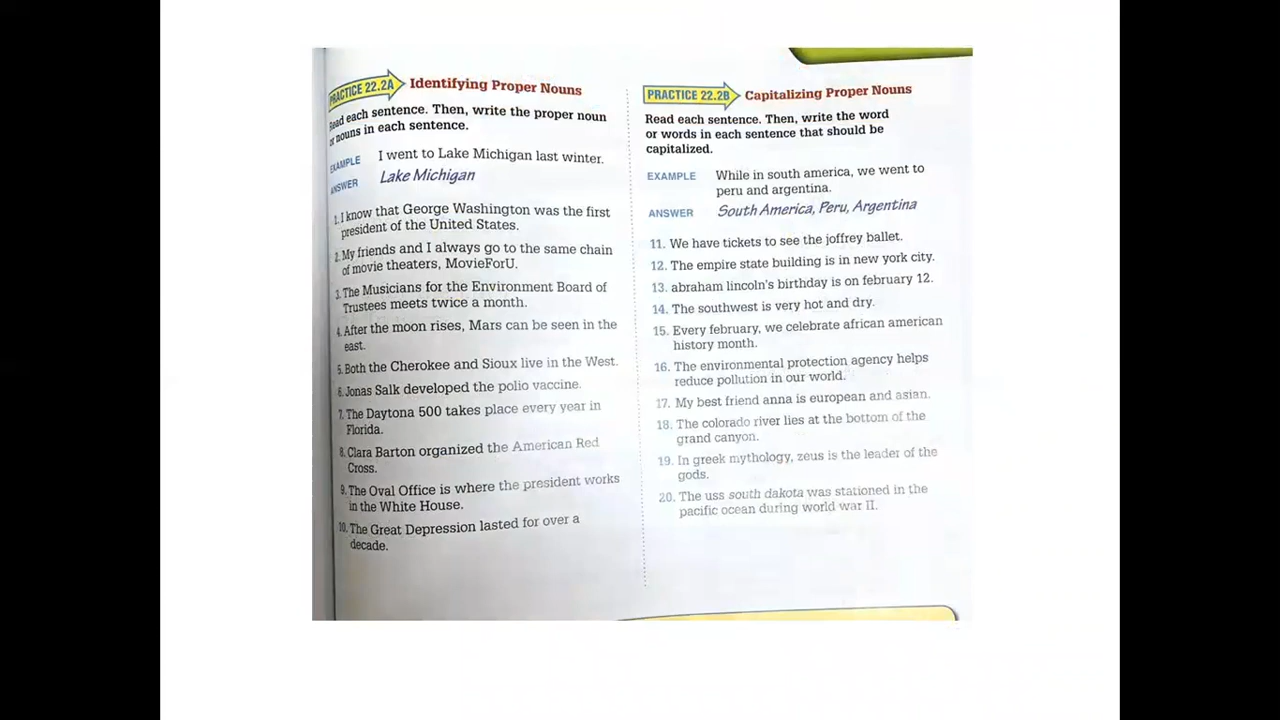 PRACTICE 22.2A Identifying Proper Nouns
Read each sentence. Then, write the proper noun
or nouns in each sentence.
EXAMPLE I went to Lake Michigan last winter.
ANSWER Lake Michigan
1. I know that George Washington was the first
president of the United States.
2. My friends and I always go to the same chain
of movie theaters, MovieForU.
3. The Musicians for the Environment Board of
Trustees meets twice a month.
4. After the moon rises, Mars can be seen in the
east.
5. Both the Cherokee and Sioux live in the West.
6. Jonas Salk developed the polio vaccine.
7. The Daytona 500 takes place every year in
Florida.
8. Clara Barton organized the American Red
Cross.
9. The Oval Office is where the president works
in the White House.
10. The Great Depression lasted for over a
decade.
PRACTICE 22.2B Capitalizing Proper Nouns
Read each sentence. Then, write the word
or words in each sentence that should be
capitalized.
EXAMPLE While in south america, we went to
peru and argentina.
ANSWER South America, Peru, Argentina
11. We have tickets to see the joffrey ballet.
12. The empire state building is in new york city.
13. abraham lincoln's birthday is on february 12.
14. The southwest is very hot and dry.
15. Every february, we celebrate african american
history month.
16. The environmental protection agency helps
reduce pollution in our world.
17. My best friend anna is european and asian.
18. The colorado river lies at the bottom of the
grand canyon.
19. In greek mythology, zeus is the leader of the
gods.
20. The uss south dakota was stationed in the
pacific ocean during world war II.